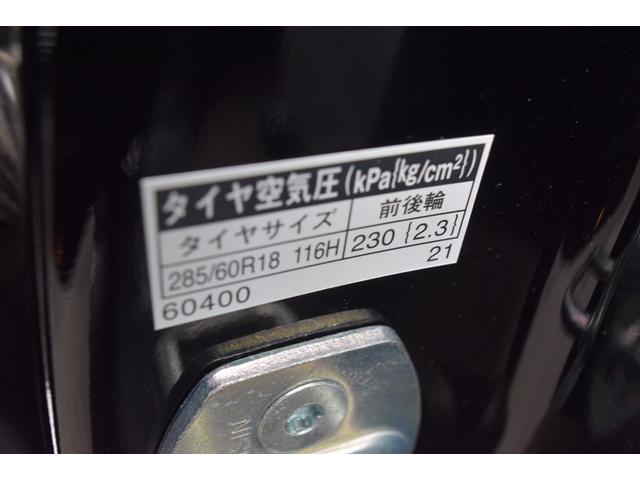 タイヤ空気圧(kPa{kg/cm²})
タイヤサイズ 前後輪
285/60R18 116H 230 {2.3}
60400 21